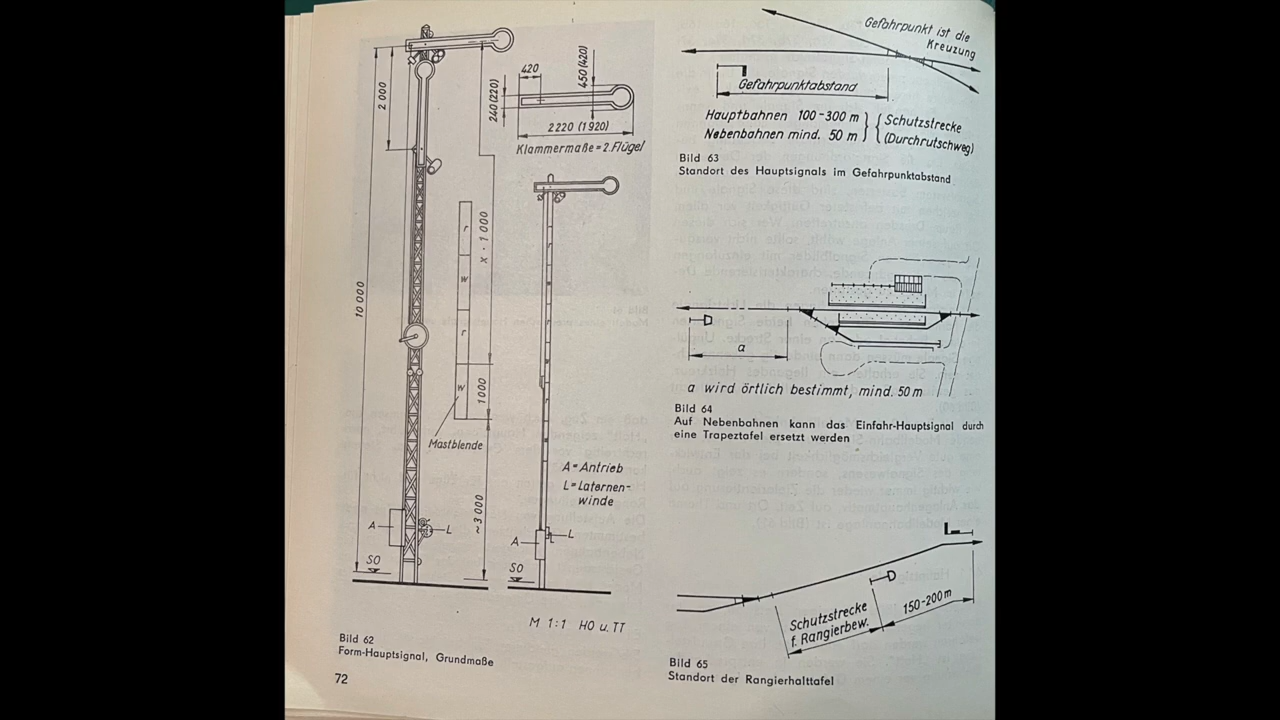 2 000
10 000
r
w
r
w
x · 1 000
1000
~3 000
Mastblende
A
L
SO
420
450 (420)
240 (220)
2220 (1920)
Klammermaße = 2. Flügel
A = Antrieb
L = Laternen-
winde
A
L
SO
M 1:1 HO u. TT
Bild 62
Form-Hauptsignal, Grundmaße
72
Gefahrpunkt ist die
Kreuzung
Gefahrpunktabstand
Hauptbahnen 100-300 m } { Schutzstrecke
Nebenbahnen mind. 50 m } { (Durchrutschweg)
Bild 63
Standort des Hauptsignals im Gefahrpunktabstand
a
a wird örtlich bestimmt, mind. 50 m
Bild 64
Auf Nebenbahnen kann das Einfahr-Hauptsignal durch
eine Trapeztafel ersetzt werden
Schutzstrecke
f. Rangierbew.
150-200m
Bild 65
Standort der Rangierhalttafel